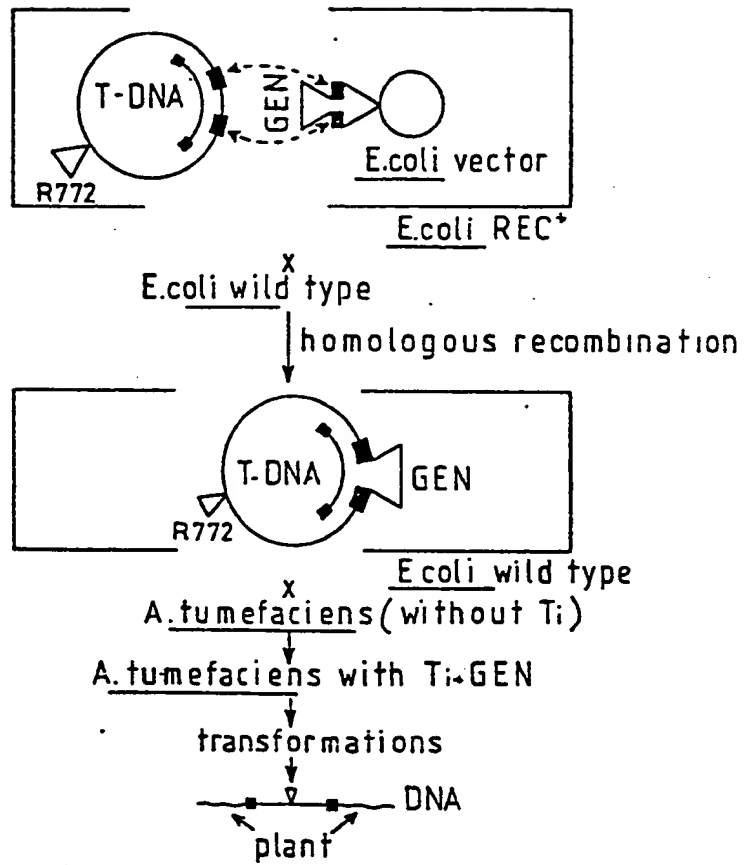 T-DNA
GEN
R772
E.coli vector
E.coli REC+
x
E.coli wild type
homologous recombination
T-DNA
GEN
R772
E coli wild type
x
A.tumefaciens (without Ti)
A.tumefaciens with Ti+GEN
transformations
DNA
plant